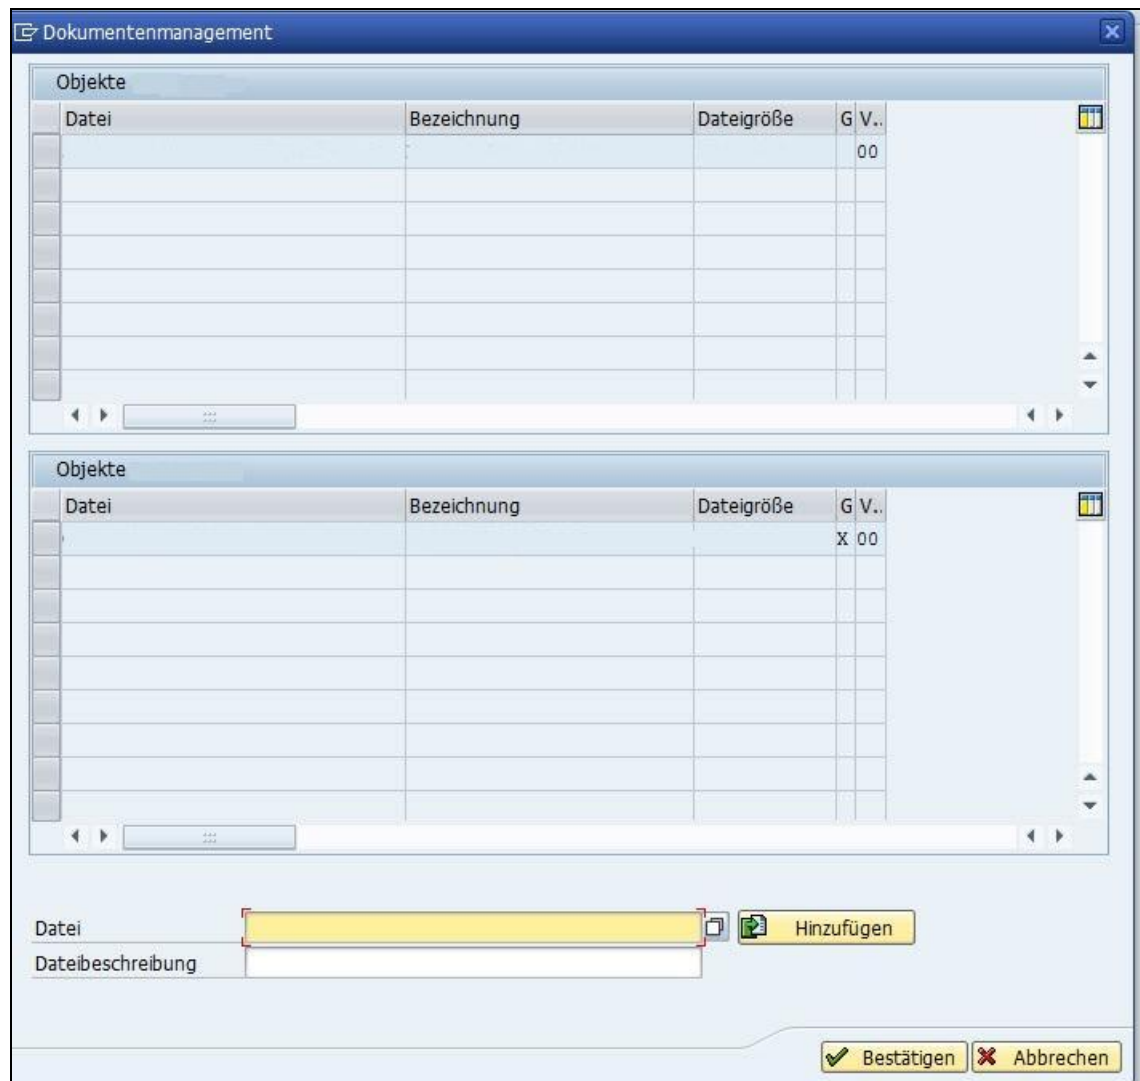 Dokumentenmanagement
Objekte
Datei Bezeichnung Dateigröße G V..
00
Objekte
Datei Bezeichnung Dateigröße G V..
X 00
Datei Hinzufügen
Dateibeschreibung
Bestätigen Abbrechen